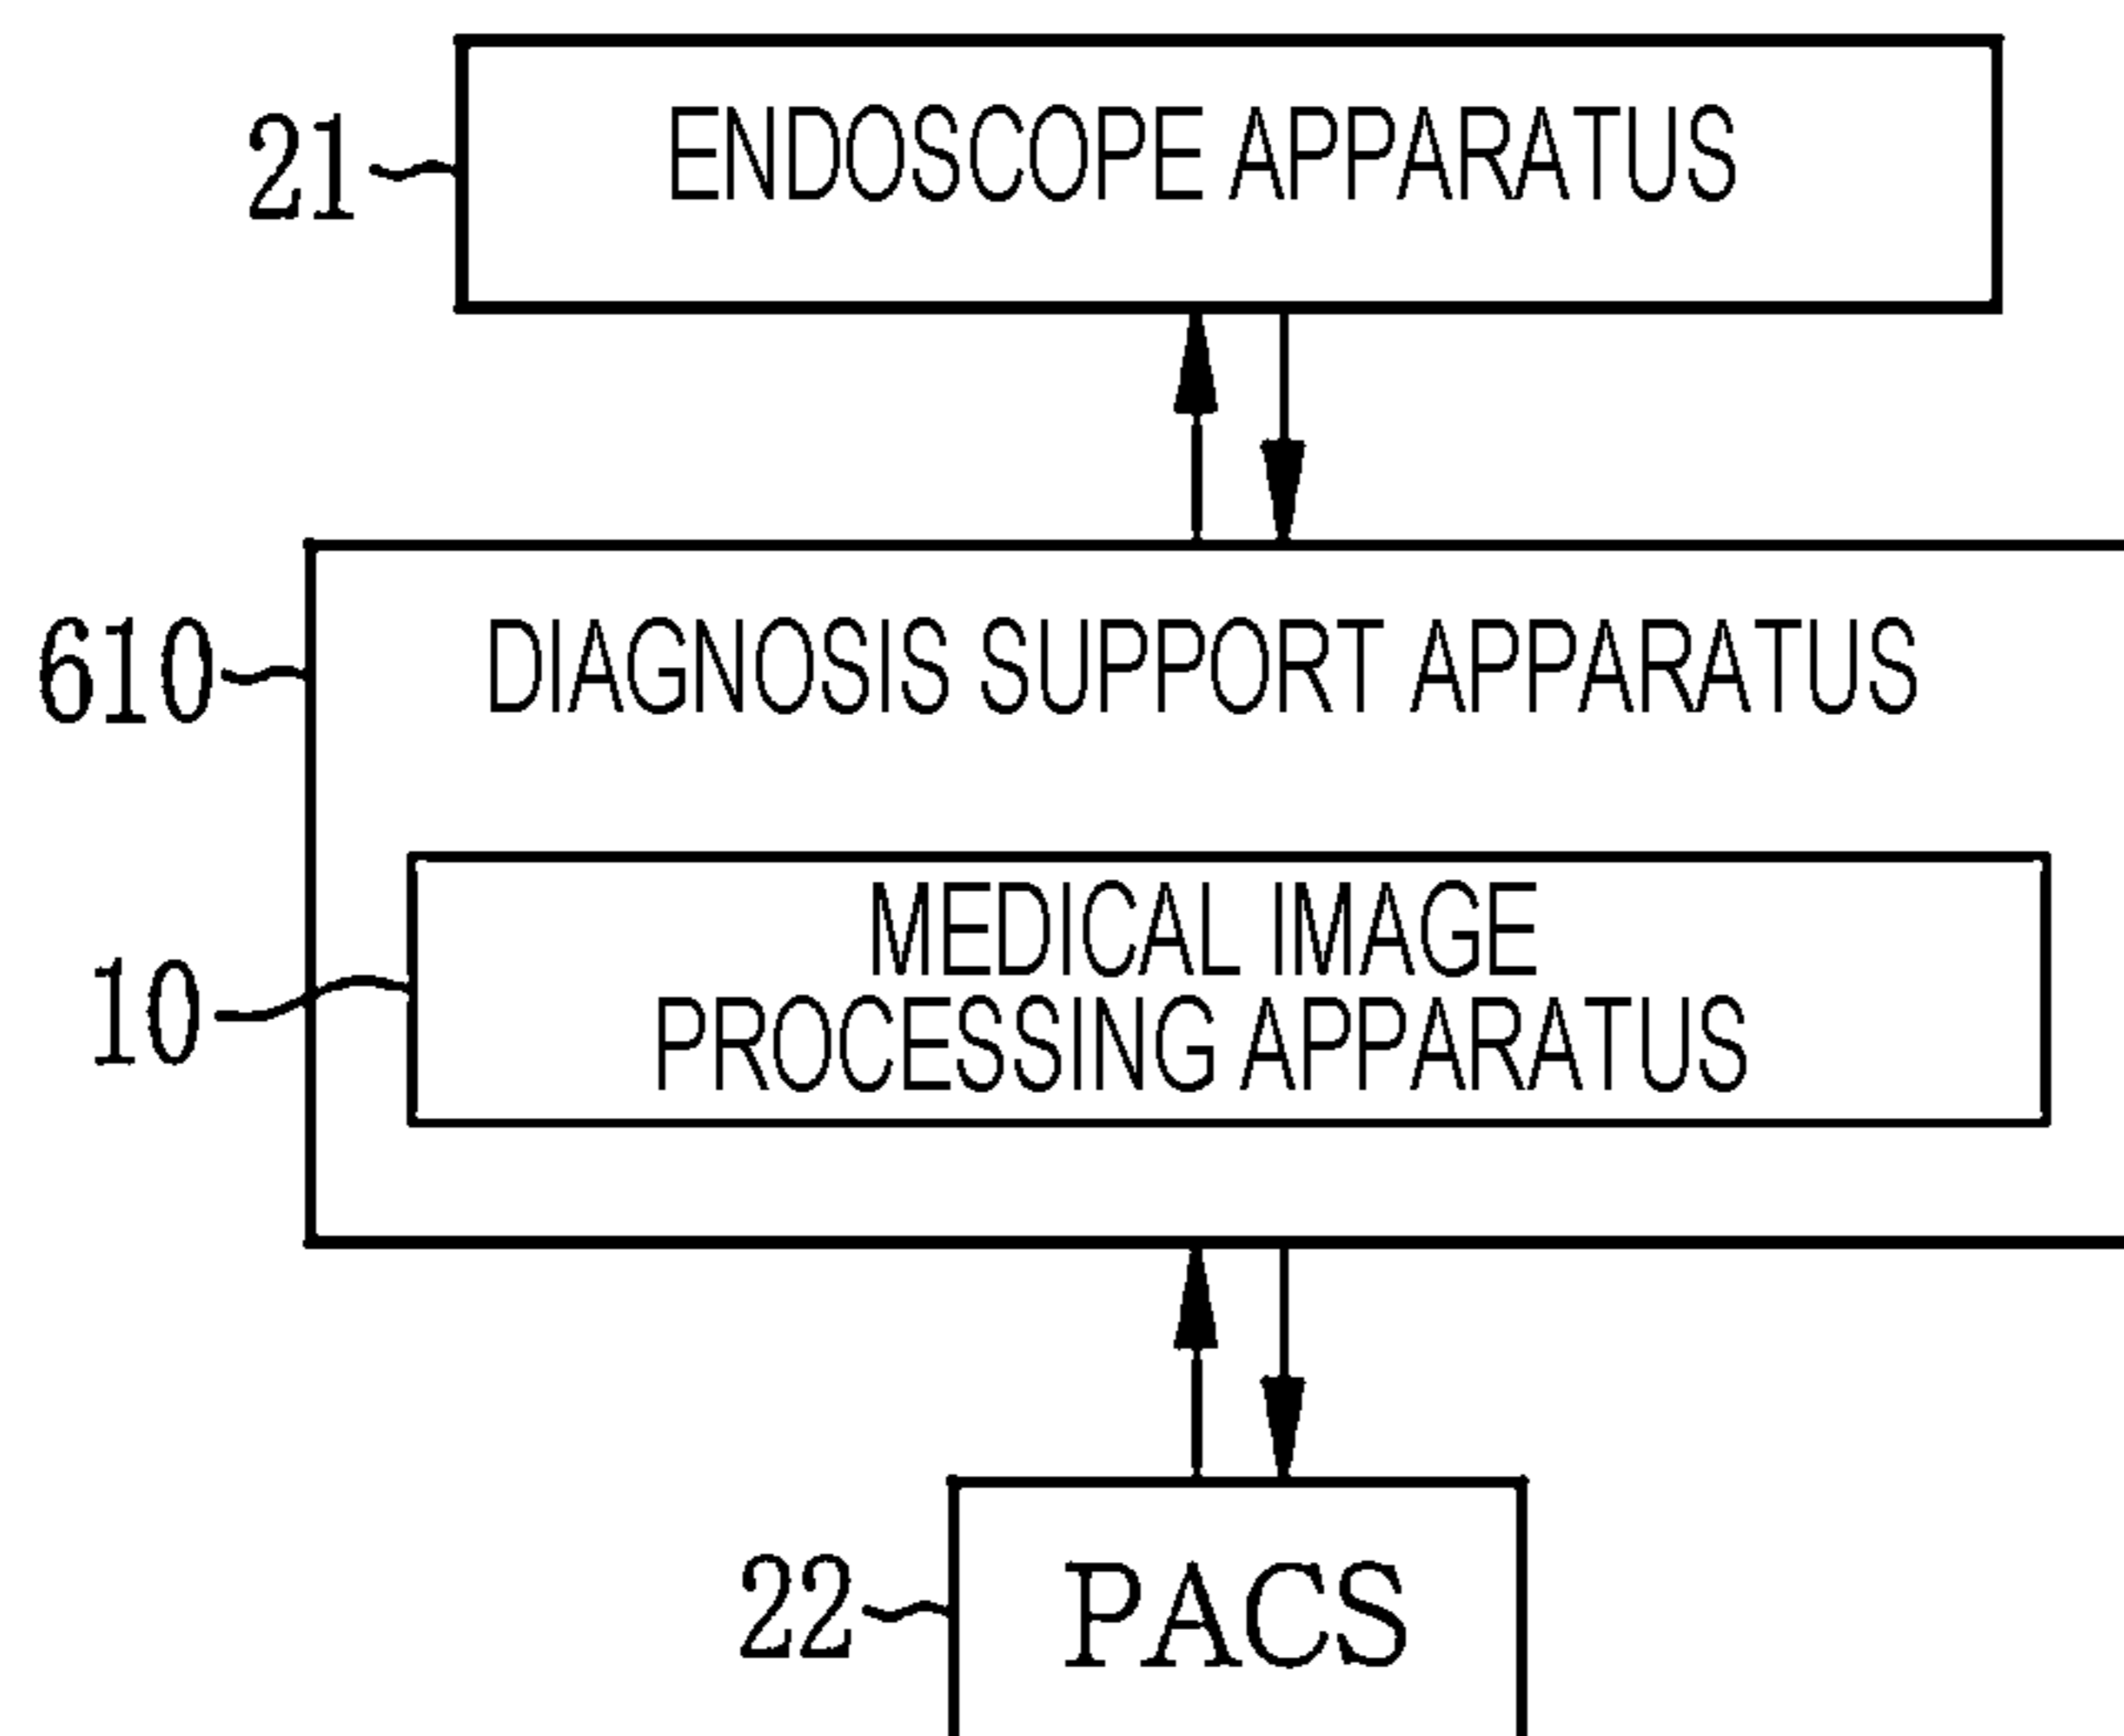 21
ENDOSCOPE APPARATUS
610
DIAGNOSIS SUPPORT APPARATUS
10
MEDICAL IMAGE
PROCESSING APPARATUS
22
PACS